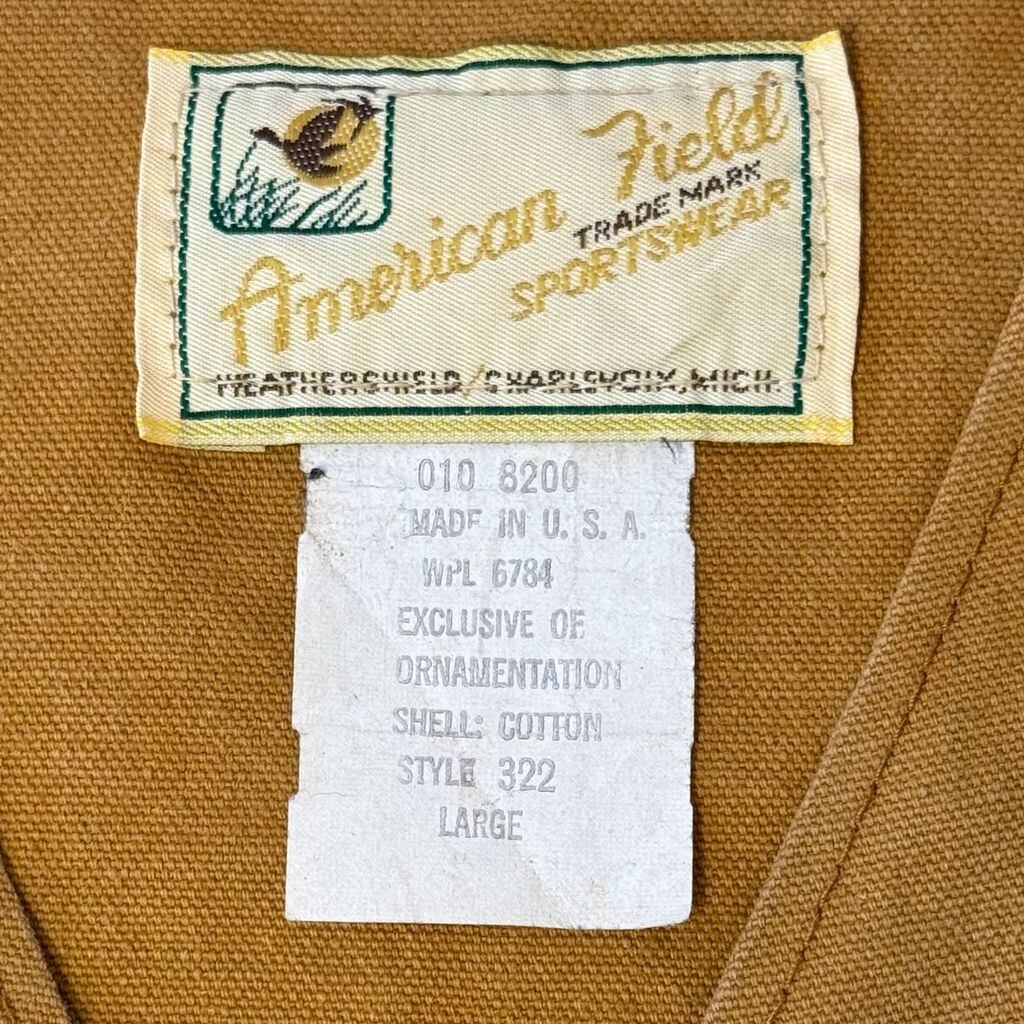 American Field
TRADE MARK
SPORTSWEAR
WEATHERSHIELD/CHARLEVOIX, MICH.
010 8200
MADE IN U. S. A.
WPL 6784
EXCLUSIVE OF
ORNAMENTATION
SHELL: COTTON
STYLE 322
LARGE